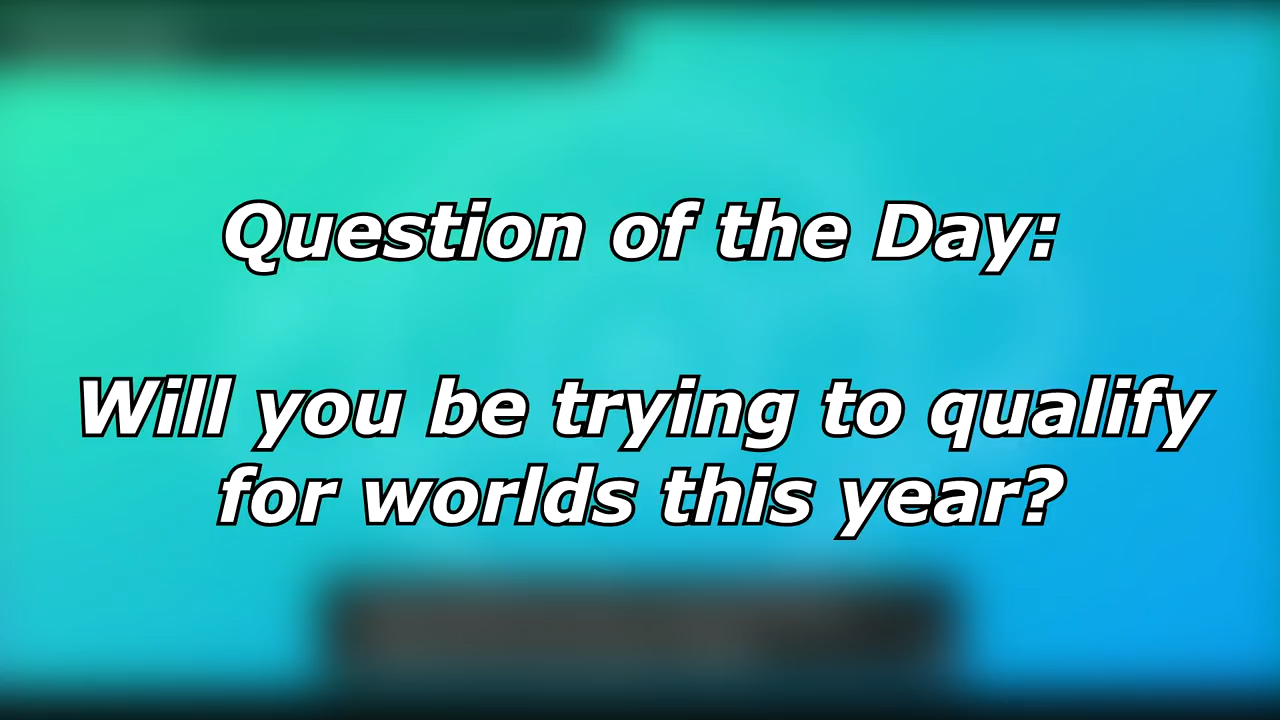 Question of the Day:
Will you be trying to qualify
for worlds this year?